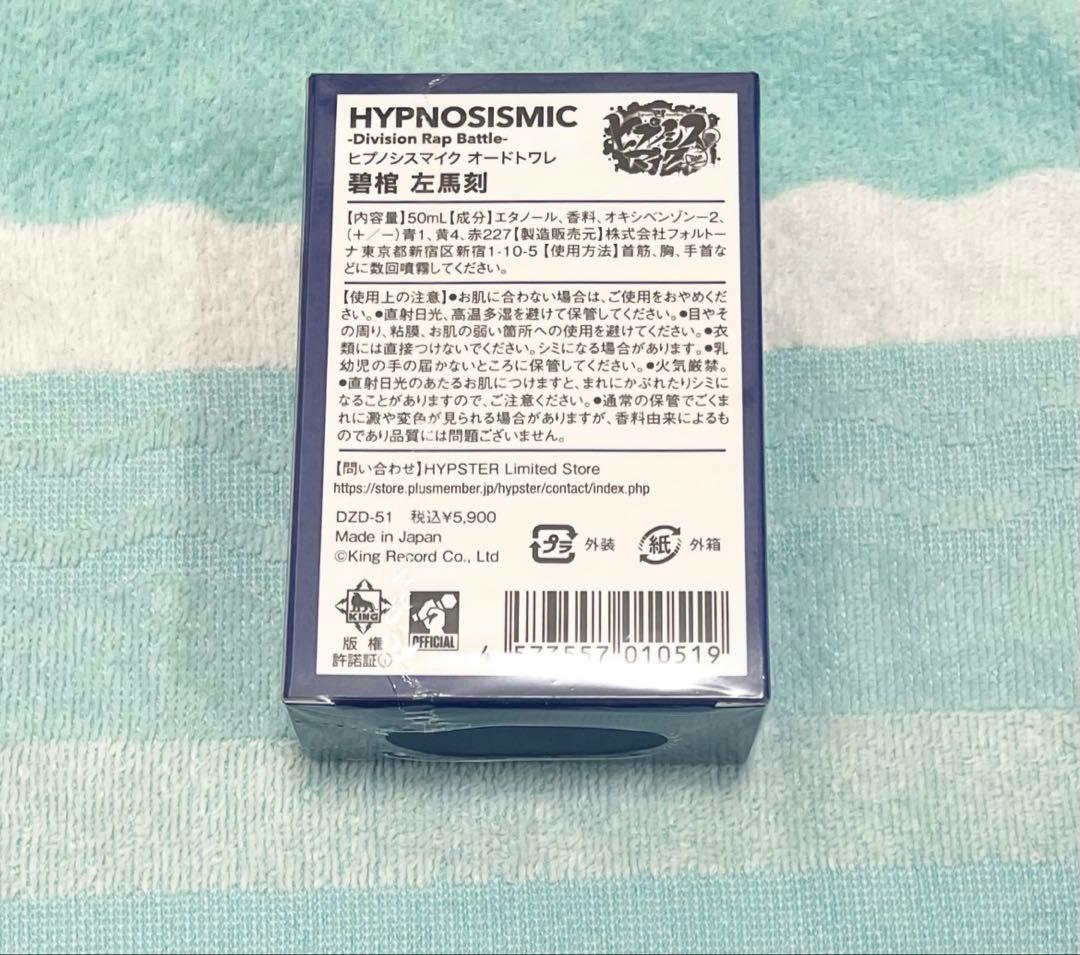 HYPNOSISMIC
-Division Rap Battle-
ヒプノシスマイク オードトワレ
碧棺 左馬刻
ヒプノシス
マイク
【内容量】50mL【成分】エタノール、香料、オキシベンゾンー2、
(+/ー)青1、黄4、赤227【製造販売元】株式会社フォルトー
ナ東京都新宿区新宿1-10-5【使用方法】首筋、胸、手首な
どに数回噴霧してください。
【使用上の注意】●お肌に合わない場合は、ご使用をおやめくだ
さい。●直射日光、高温多湿を避けて保管してください。●目やそ
の周り、粘膜、お肌の弱い箇所への使用を避けてください。●衣
類には直接つけないでください。シミになる場合があります。●乳
幼児の手の届かないところに保管してください。●火気厳禁。
●直射日光のあたるお肌につけますと、まれにかぶれたりシミに
なることがありますので、ご注意ください。●通常の保管でごくま
れに澱や変色が見られる場合がありますが、香料由来によるも
のであり品質には問題ございません。
【問い合わせ】HYPSTER Limited Store
https://store.plusmember.jp/hypster/contact/index.php
DZD-51 税込¥5,900
Made in Japan
©King Record Co., Ltd
プラ 外装
紙 外箱
KING
版権
許諾証①
OFFICIAL
4 573557 010519